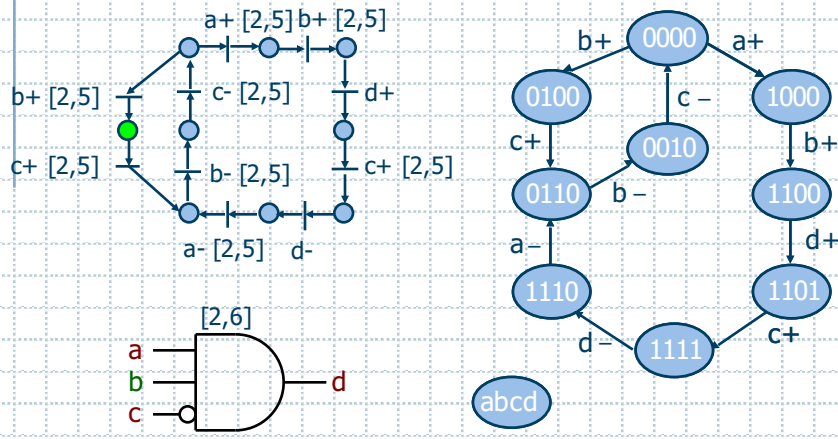 a+ [2,5] b+ [2,5]
b+ [2,5]
c- [2,5]
d+
c+ [2,5]
b- [2,5]
c+ [2,5]
a- [2,5]
d-
[2,6]
a
b
c
d
0000
b+
a+
0100
1000
c –
c+
0010
b+
0110
b –
1100
a –
d+
1110
1101
d –
1111
c+
abcd